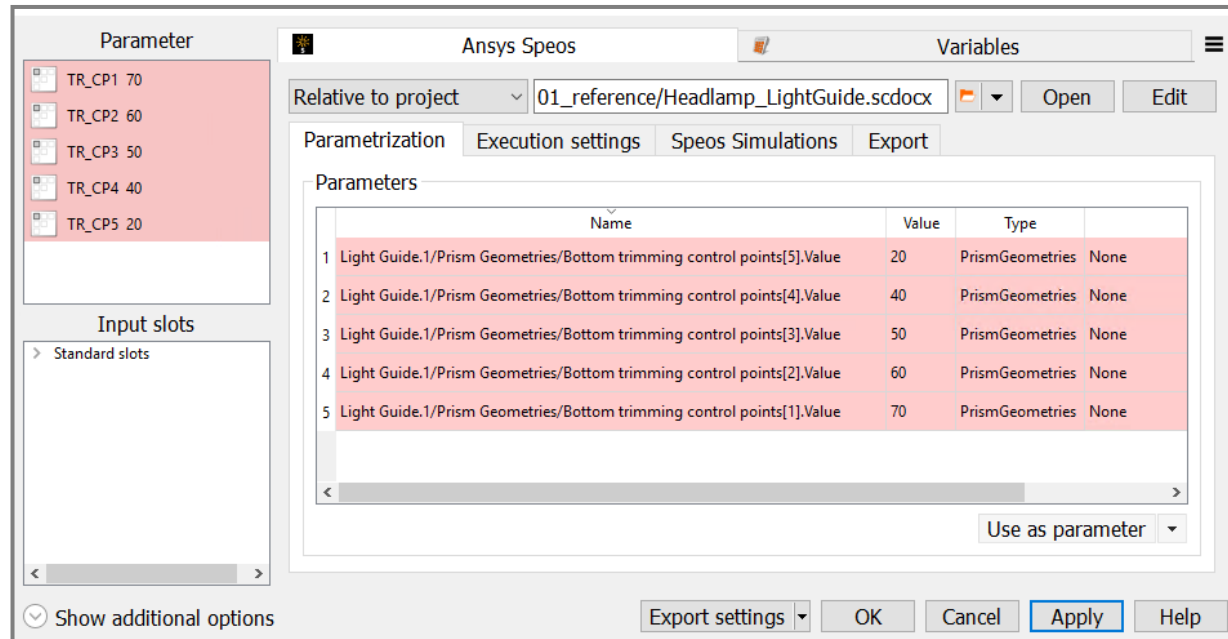 Parameter
Ansys Speos
Variables
TR_CP1 70
TR_CP2 60
TR_CP3 50
TR_CP4 40
TR_CP5 20
Relative to project
01_reference/Headlamp_LightGuide.scdocx
Open
Edit
Parametrization
Execution settings
Speos Simulations
Export
Parameters
Name Value Type
1 Light Guide.1/Prism Geometries/Bottom trimming control points[5].Value 20 PrismGeometries None
2 Light Guide.1/Prism Geometries/Bottom trimming control points[4].Value 40 PrismGeometries None
3 Light Guide.1/Prism Geometries/Bottom trimming control points[3].Value 50 PrismGeometries None
4 Light Guide.1/Prism Geometries/Bottom trimming control points[2].Value 60 PrismGeometries None
5 Light Guide.1/Prism Geometries/Bottom trimming control points[1].Value 70 PrismGeometries None
Input slots
Standard slots
Use as parameter
Show additional options
Export settings
OK
Cancel
Apply
Help